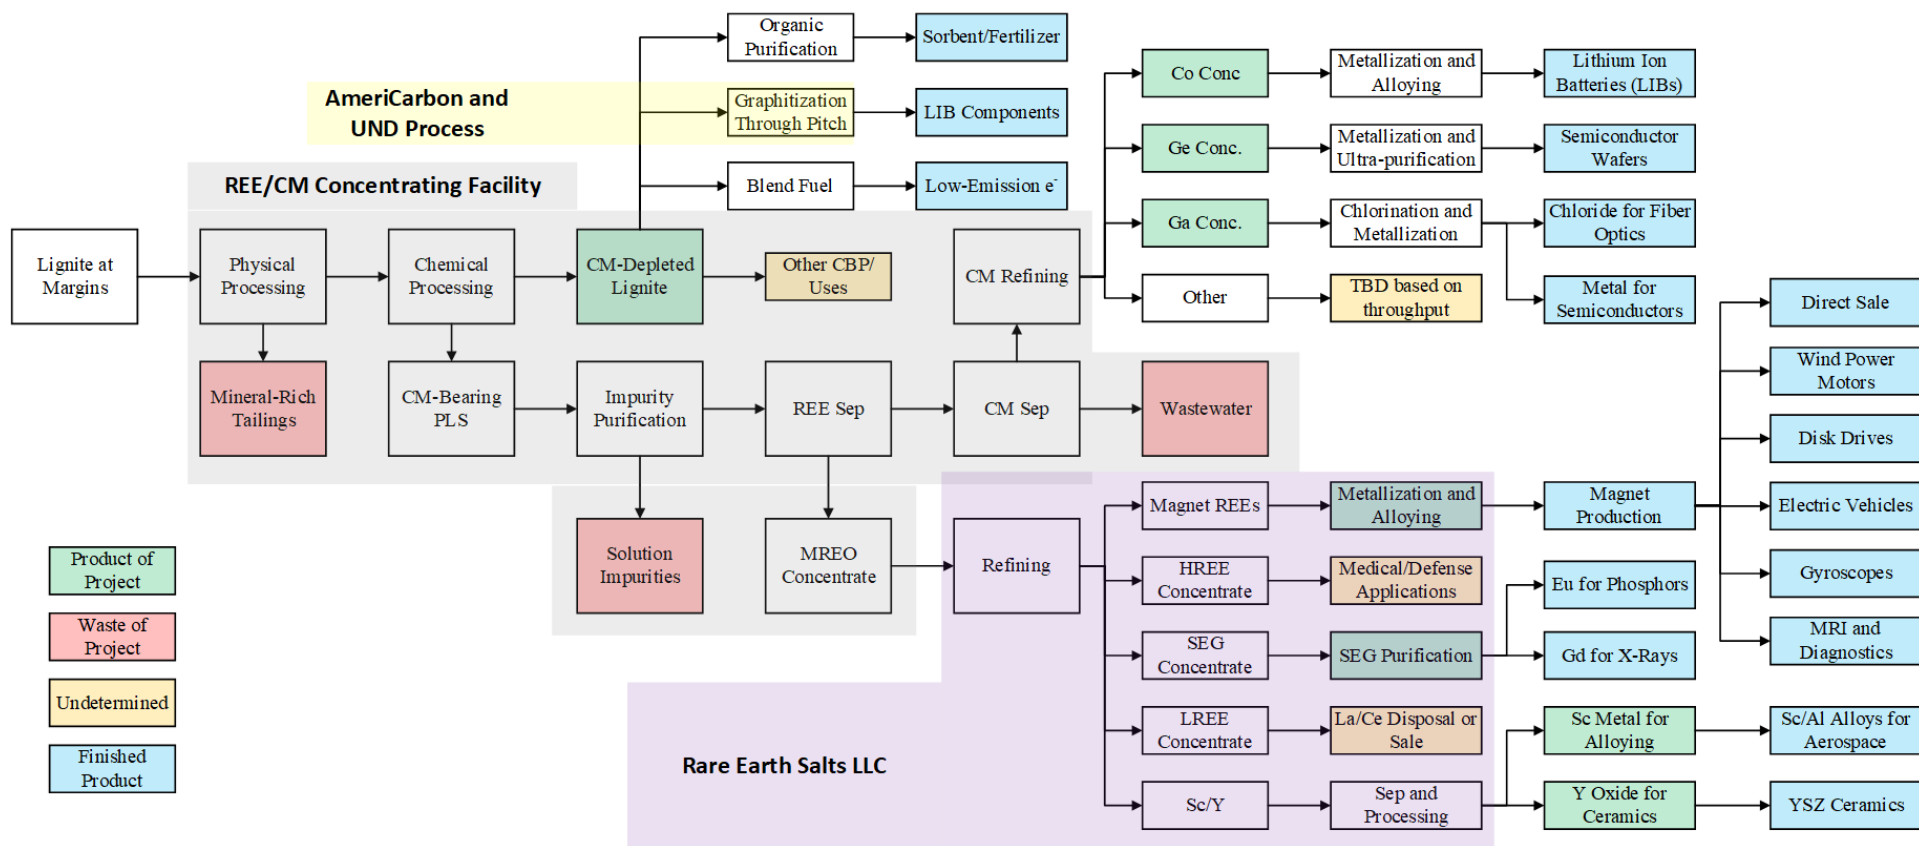 Organic
Purification
Sorbent/Fertilizer
AmeriCarbon and
UND Process
Graphitization
Through Pitch
LIB Components
REE/CM Concentrating Facility
Blend Fuel
Low-Emission e-
Co Conc
Metallization and
Alloying
Lithium Ion
Batteries (LIBs)
Ge Conc.
Metallization and
Ultra-purification
Semiconductor
Wafers
Ga Conc.
Chlorination and
Metallization
Chloride for Fiber
Optics
Other
TBD based on
throughput
Metal for
Semiconductors
Lignite at
Margins
Physical
Processing
Chemical
Processing
CM-Depleted
Lignite
Other CBP/
Uses
CM Refining
Mineral-Rich
Tailings
CM-Bearing
PLS
Impurity
Purification
REE Sep
CM Sep
Wastewater
Solution
Impurities
MREO
Concentrate
Refining
Magnet REEs
Metallization and
Alloying
Magnet
Production
HREE
Concentrate
Medical/Defense
Applications
Eu for Phosphors
SEG
Concentrate
SEG Purification
Gd for X-Rays
LREE
Concentrate
La/Ce Disposal or
Sale
Sc Metal for
Alloying
Sc/Al Alloys for
Aerospace
Sc/Y
Sep and
Processing
Y Oxide for
Ceramics
YSZ Ceramics
Direct Sale
Wind Power
Motors
Disk Drives
Electric Vehicles
Gyroscopes
MRI and
Diagnostics
Rare Earth Salts LLC
Product of
Project
Waste of
Project
Undetermined
Finished
Product